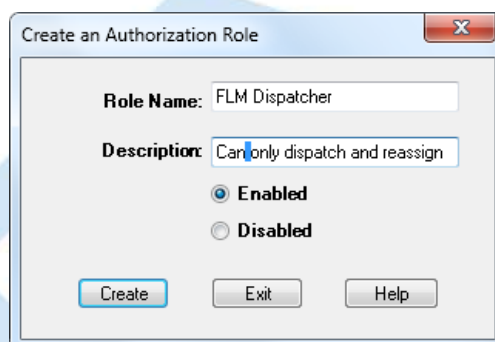 Create an Authorization Role
Role Name: FLM Dispatcher
Description: Can only dispatch and reassign
Enabled
Disabled
Create Exit Help